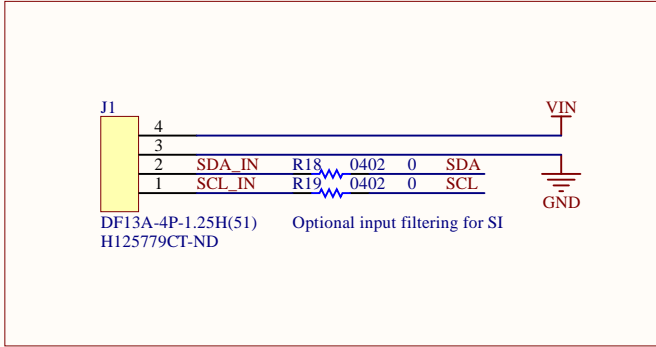 J1
VIN
4
3
2 SDA_IN R18 0402 0 SDA
1 SCL_IN R19 0402 0 SCL
GND
DF13A-4P-1.25H(51) Optional input filtering for SI
H125779CT-ND